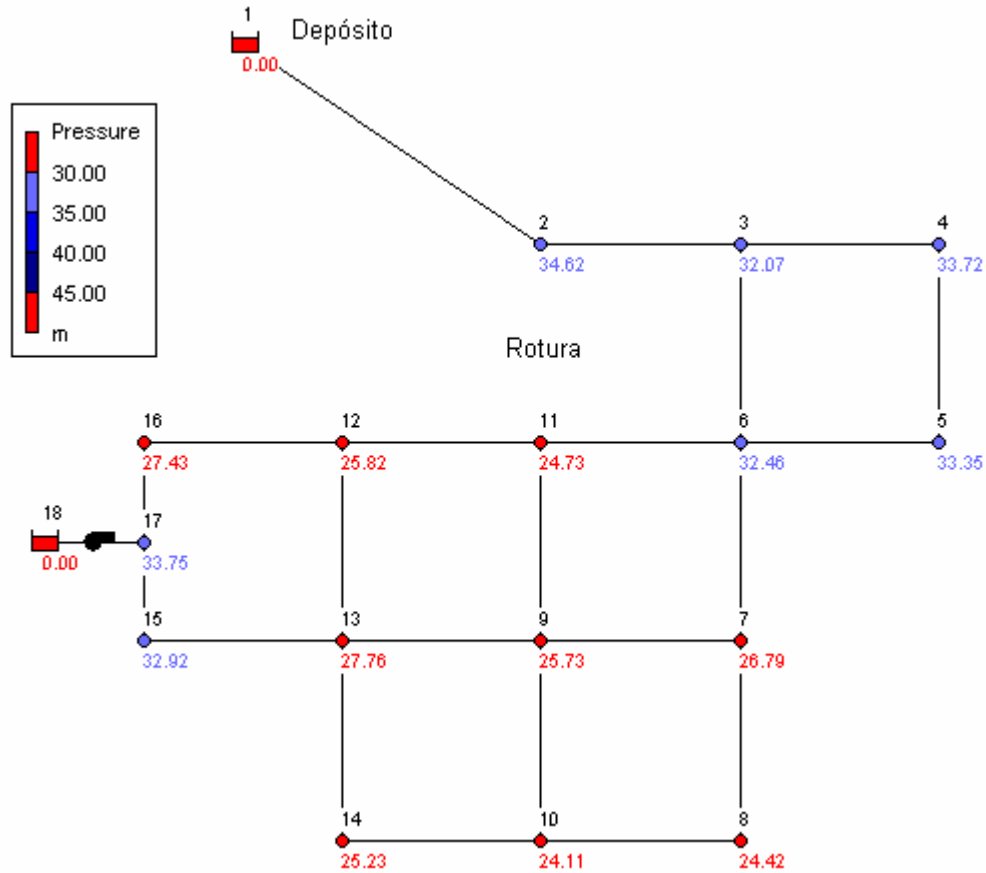 1
Depósito
0.00
Pressure
30.00
35.00
40.00
45.00
m
2 3 4
34.62 32.07 33.72
Rotura
16 12 11 6 5
27.43 25.82 24.73 32.46 33.35
18 17
0.00 33.75
15 13 9 7
32.92 27.76 25.73 26.79
14 10 8
25.23 24.11 24.42